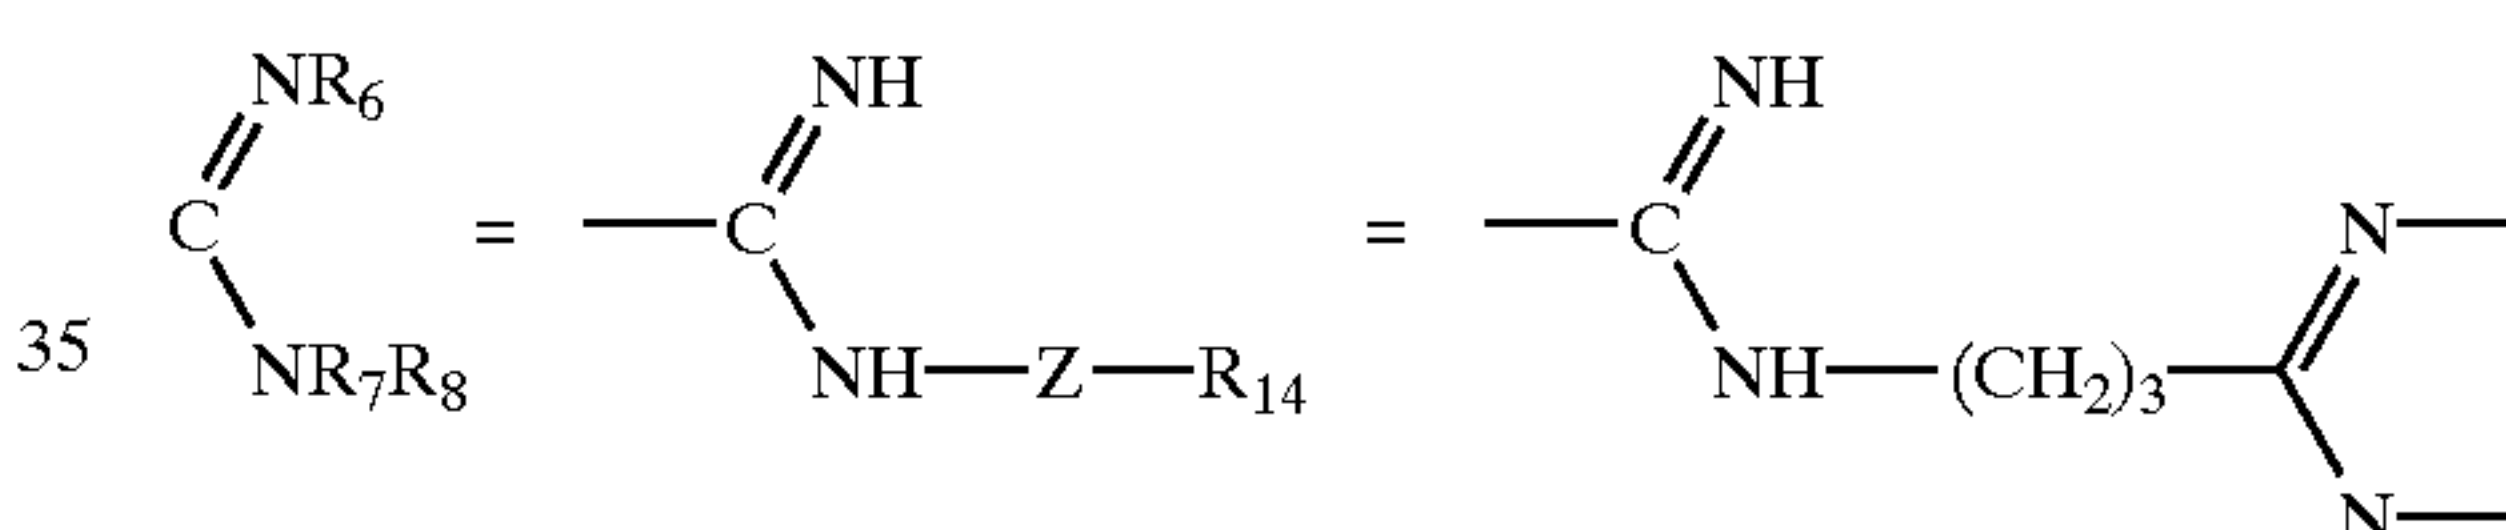 NR6 NH NH
C = C = C N
35 NR7R8 NH Z R14 NH (CH2)3
N